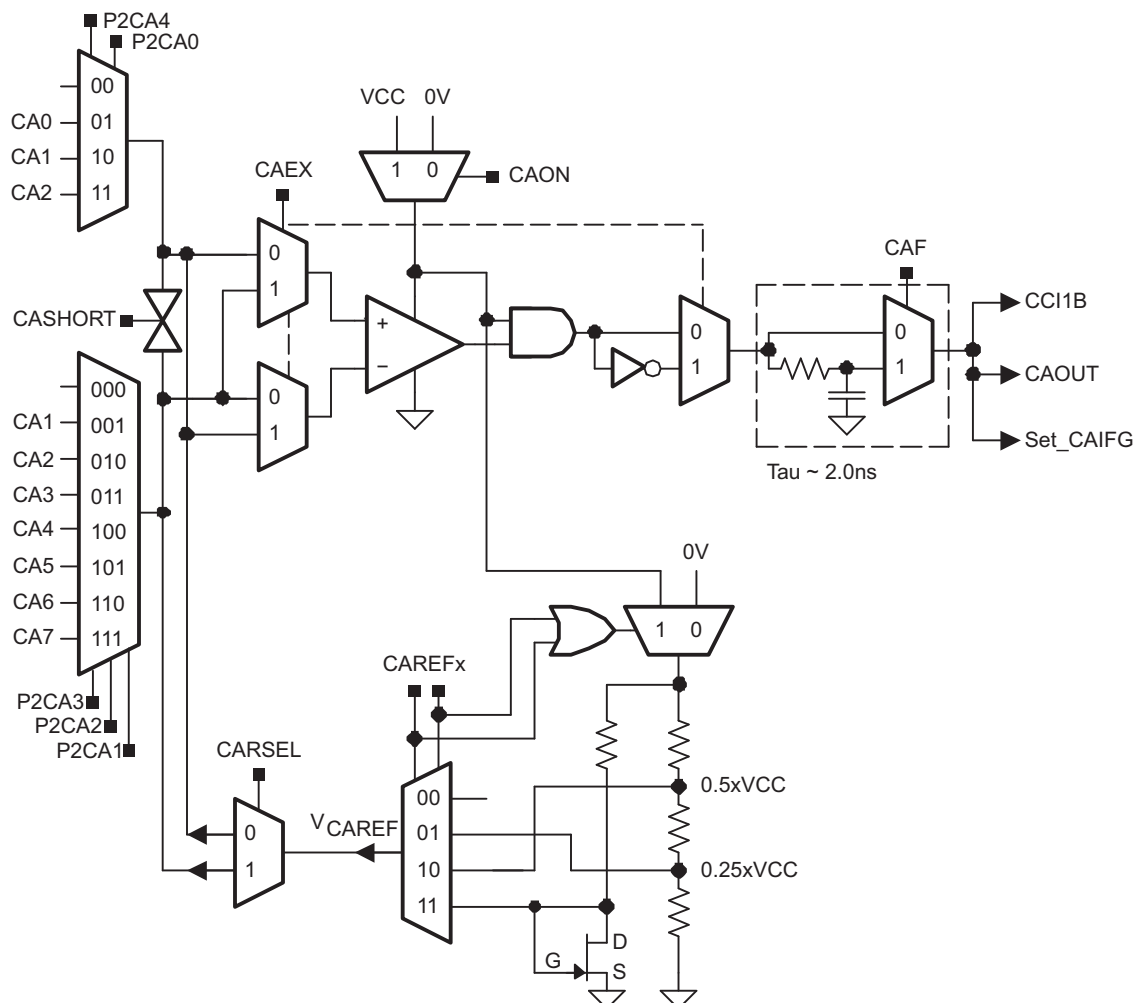 P2CA4
P2CA0
00
CA0 01
CA1 10
CA2 11
VCC 0V
1 0
CAON
CAEX
0
1
CASHORT
+
−
0
1
0
1
CAF
0
1
CCI1B
CAOUT
Set_CAIFG
Tau ~ 2.0ns
000
CA1 001
CA2 010
CA3 011
CA4 100
CA5 101
CA6 110
CA7 111
P2CA3
P2CA2
P2CA1
0V
1 0
CAREFx
CARSEL
0
1
VCAREF
00
01
10
11
0.5xVCC
0.25xVCC
D
G
S